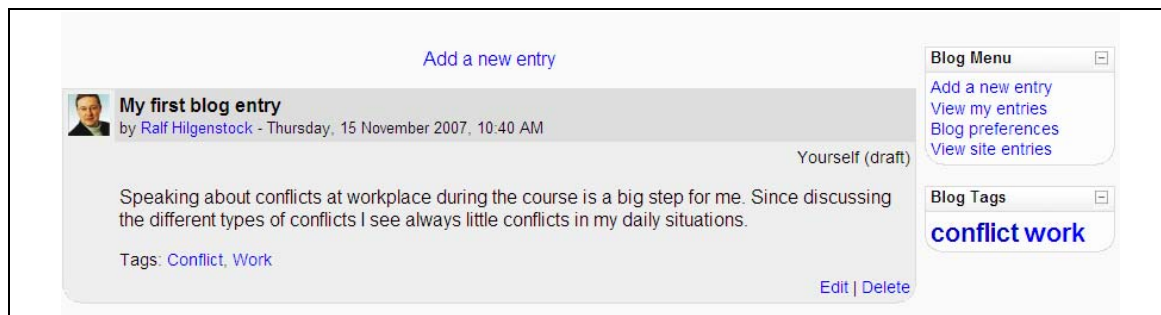 Add a new entry
My first blog entry
by Ralf Hilgenstock - Thursday, 15 November 2007, 10:40 AM
Yourself (draft)
Speaking about conflicts at workplace during the course is a big step for me. Since discussing
the different types of conflicts I see always little conflicts in my daily situations.
Tags: Conflict, Work
Edit | Delete
Blog Menu
Add a new entry
View my entries
Blog preferences
View site entries
Blog Tags
conflict work